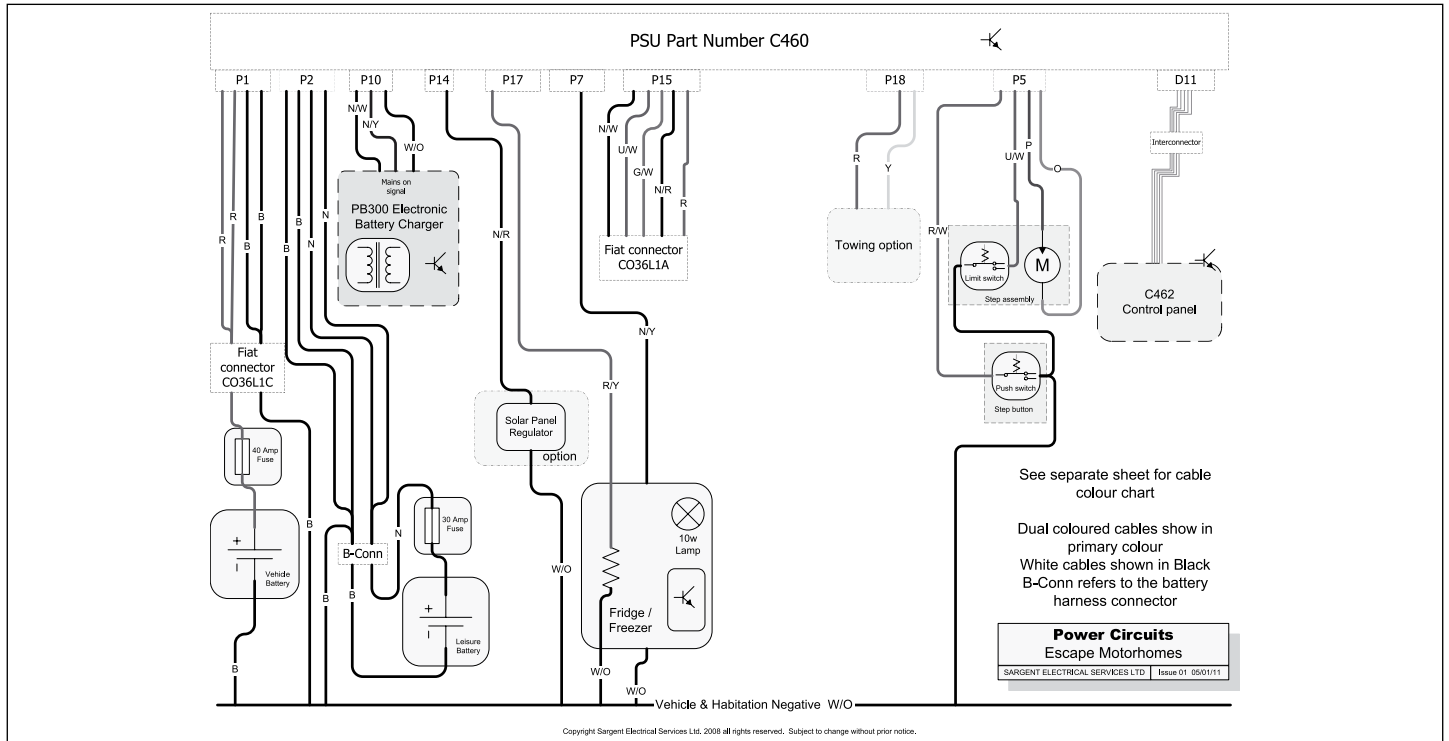 PSU Part Number C460
P1
P2
P10
P14
P17
P7
P15
P18
P5
D11
N/W
N/Y
W/O
N/W
U/W
G/W
N/R
R
R
Y
P
U/W
O
Interconnector
R
R
B
B
B
B
N
N
Mains on
signal
PB300 Electronic
Battery Charger
N/R
R/W
Fiat connector
CO36L1A
Towing option
Limit switch
M
Step assembly
C462
Control panel
N/Y
Fiat
connector
CO36L1C
R/Y
Push switch
Step button
Solar Panel
Regulator
option
40 Amp
Fuse
30 Amp
Fuse
See separate sheet for cable
colour chart
Dual coloured cables show in
primary colour
White cables shown in Black
B-Conn refers to the battery
harness connector
+
–
Vehicle
Battery
B
B-Conn
N
B
B
10w
Lamp
W/O
+
–
Leisure
Battery
Fridge /
Freezer
Power Circuits
Escape Motorhomes
SARGENT ELECTRICAL SERVICES LTD
Issue 01 05/01/11
B
W/O
W/O
Vehicle & Habitation Negative W/O
Copyright Sargent Electrical Services Ltd. 2008 all rights reserved. Subject to change without prior notice.